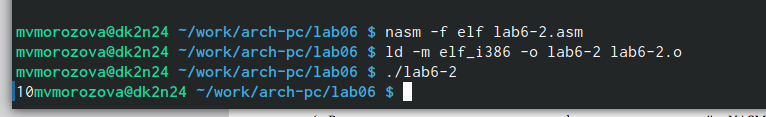 mvmorozova@dk2n24 ~/work/arch-pc/lab06 $ nasm -f elf lab6-2.asm
mvmorozova@dk2n24 ~/work/arch-pc/lab06 $ ld -m elf_i386 -o lab6-2 lab6-2.o
mvmorozova@dk2n24 ~/work/arch-pc/lab06 $ ./lab6-2
10mvmorozova@dk2n24 ~/work/arch-pc/lab06 $